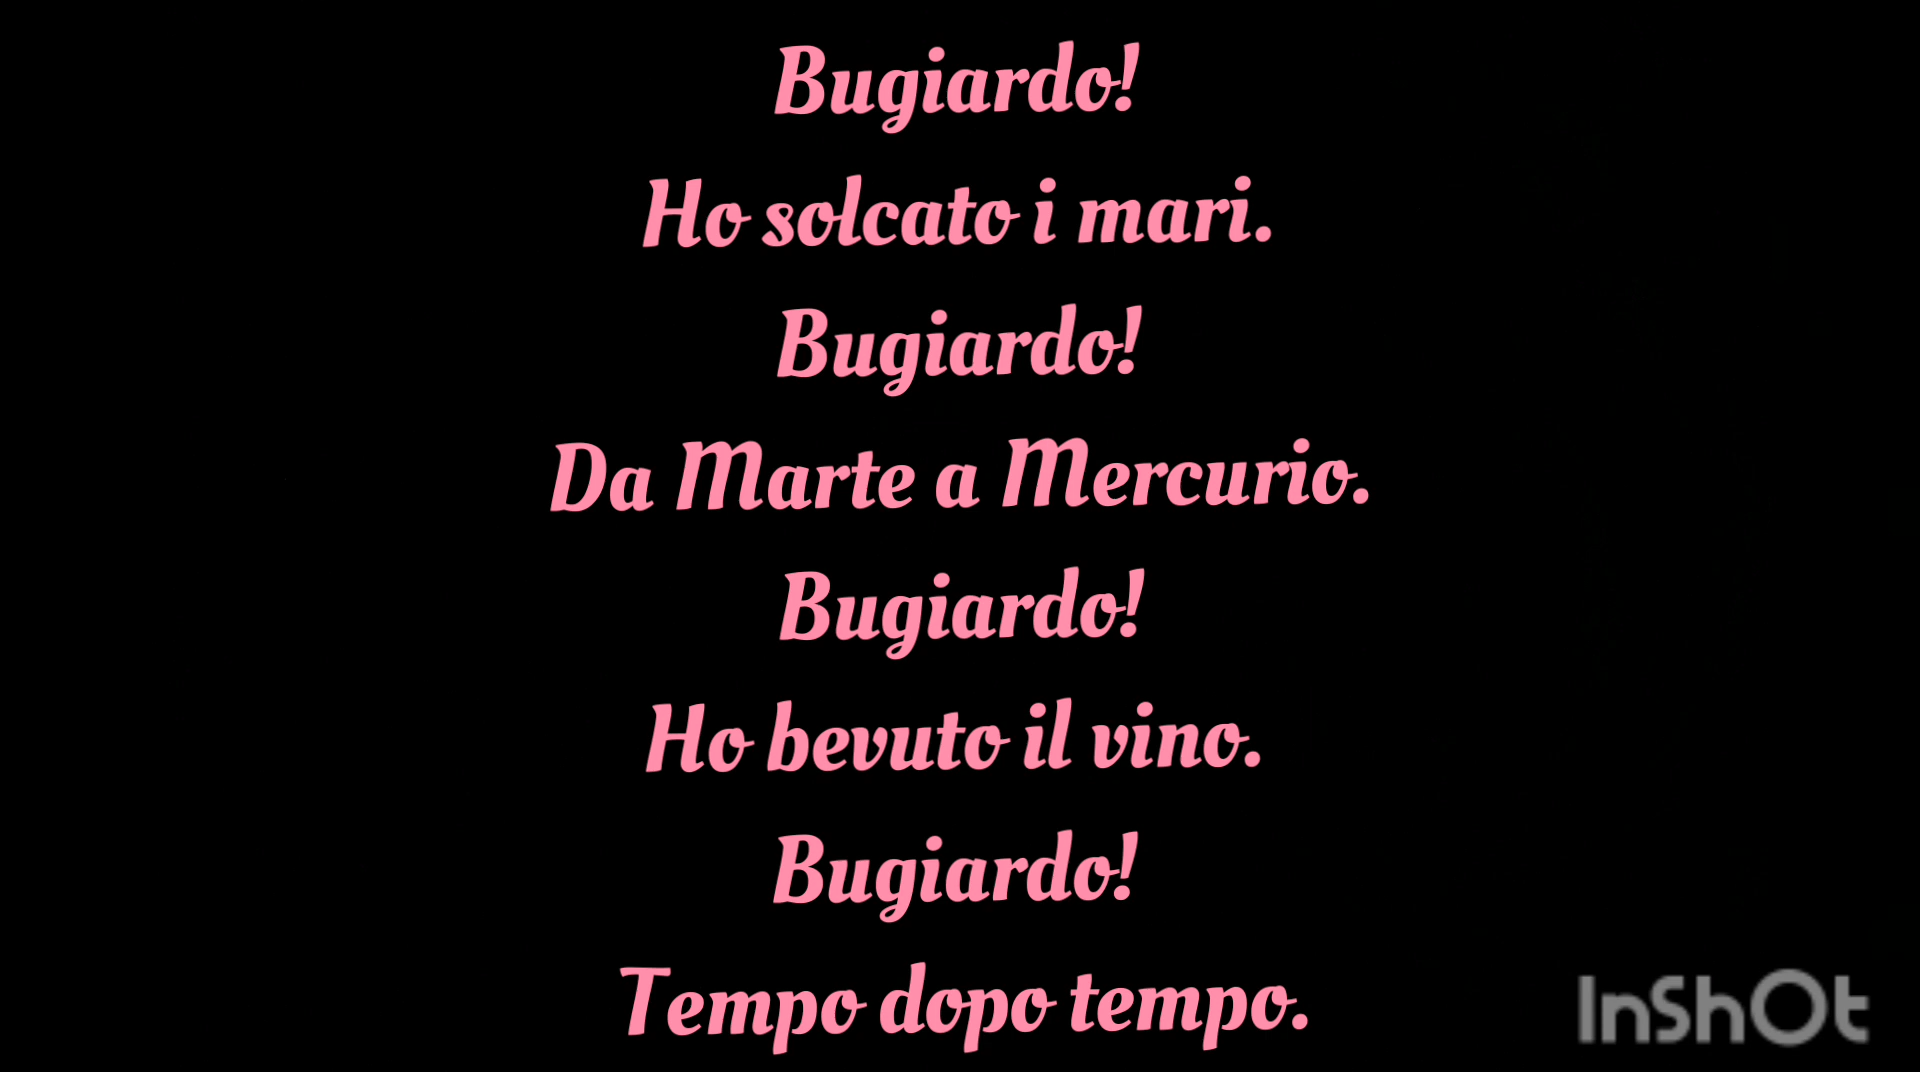 Bugiardo!
Ho solcato i mari.
Bugiardo!
Da Marte a Mercurio.
Bugiardo!
Ho bevuto il vino.
Bugiardo!
Tempo dopo tempo.
InShOt